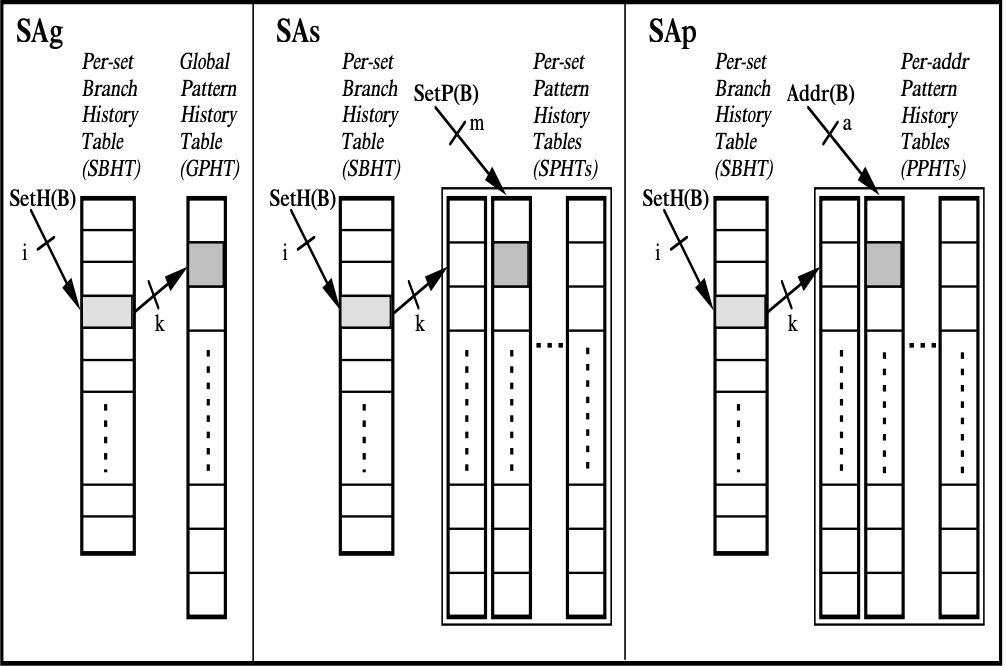 SAg
Per-set
Branch
History
Table
(SBHT)
Global
Pattern
History
Table
(GPHT)
SetH(B)
i
k
SAs
Per-set
Branch
History
Table
(SBHT)
SetP(B)
m
Per-set
Pattern
History
Tables
(SPHTs)
SetH(B)
i
k
SAp
Per-set
Branch
History
Table
(SBHT)
Addr(B)
a
Per-addr
Pattern
History
Tables
(PPHTs)
SetH(B)
i
k